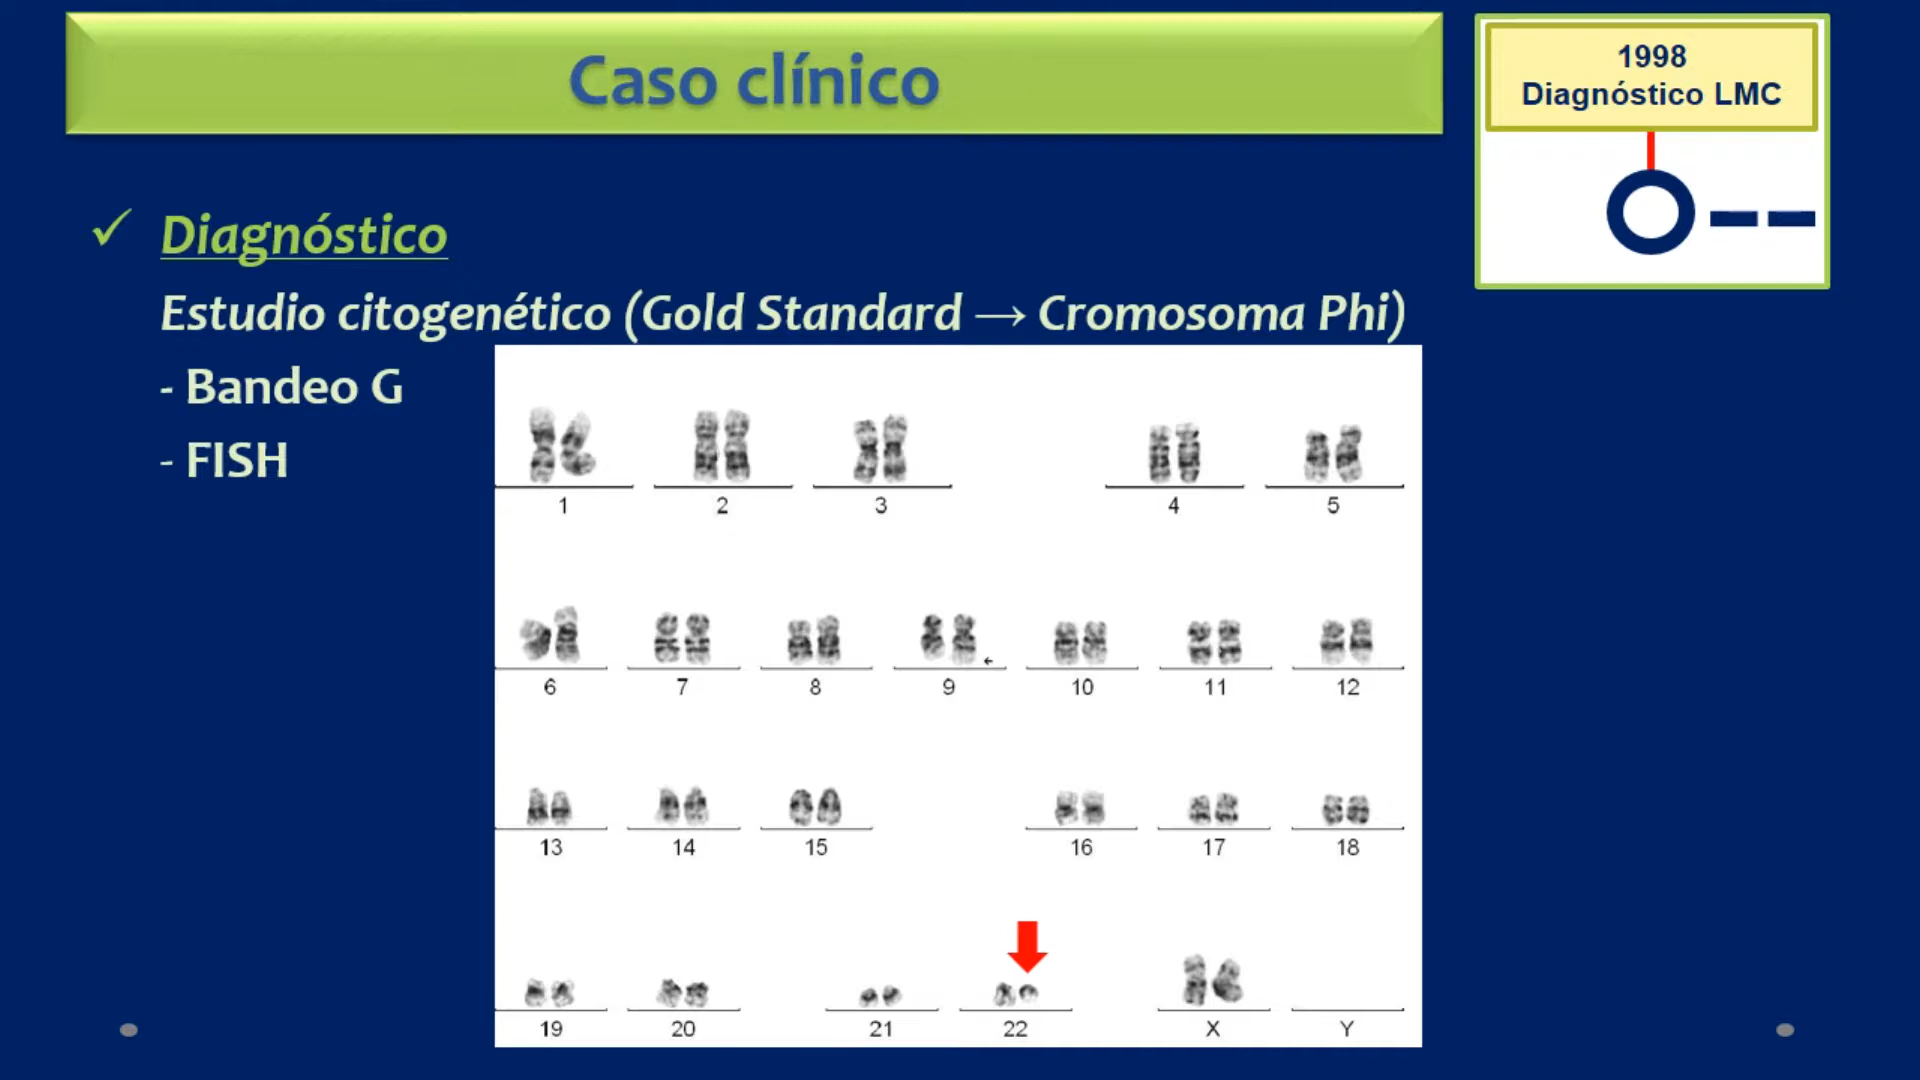 Caso clínico
1998
Diagnóstico LMC
✓ Diagnóstico
Estudio citogenético (Gold Standard → Cromosoma Phi)
- Bandeo G
- FISH
1 2 3 4 5
6 7 8 9 10 11 12
13 14 15 16 17 18
19 20 21 22 X Y